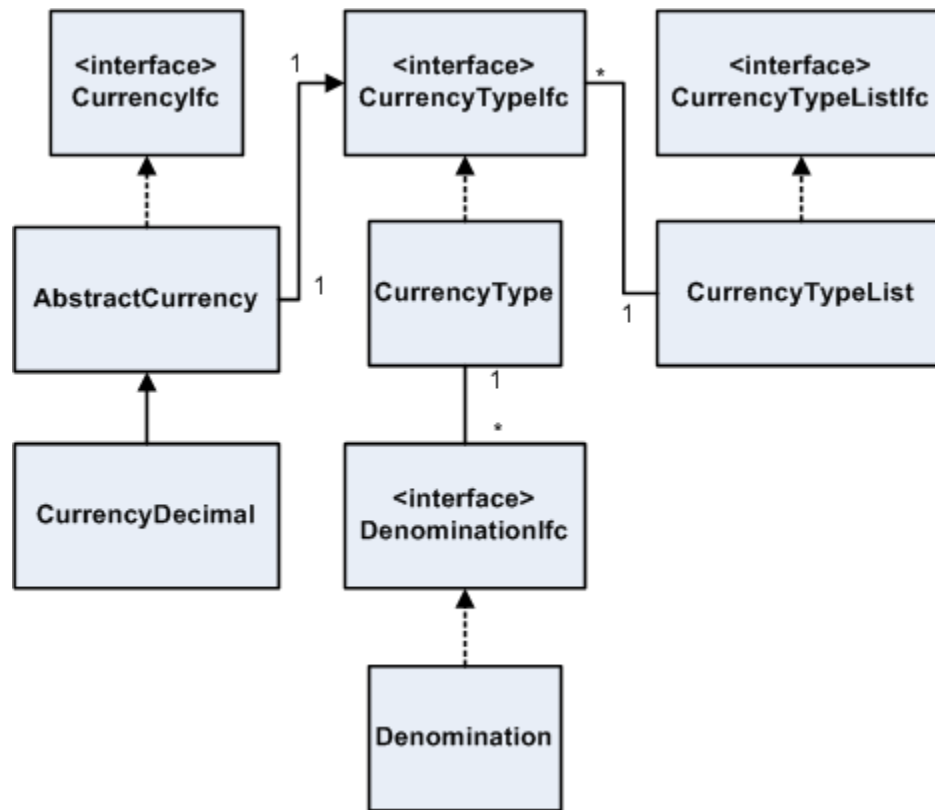 <interface>
CurrencyIfc
1
<interface>
CurrencyTypeIfc
*
<interface>
CurrencyTypeListIfc
AbstractCurrency
1
CurrencyType
1
CurrencyTypeList
1
*
CurrencyDecimal
<interface>
DenominationIfc
Denomination